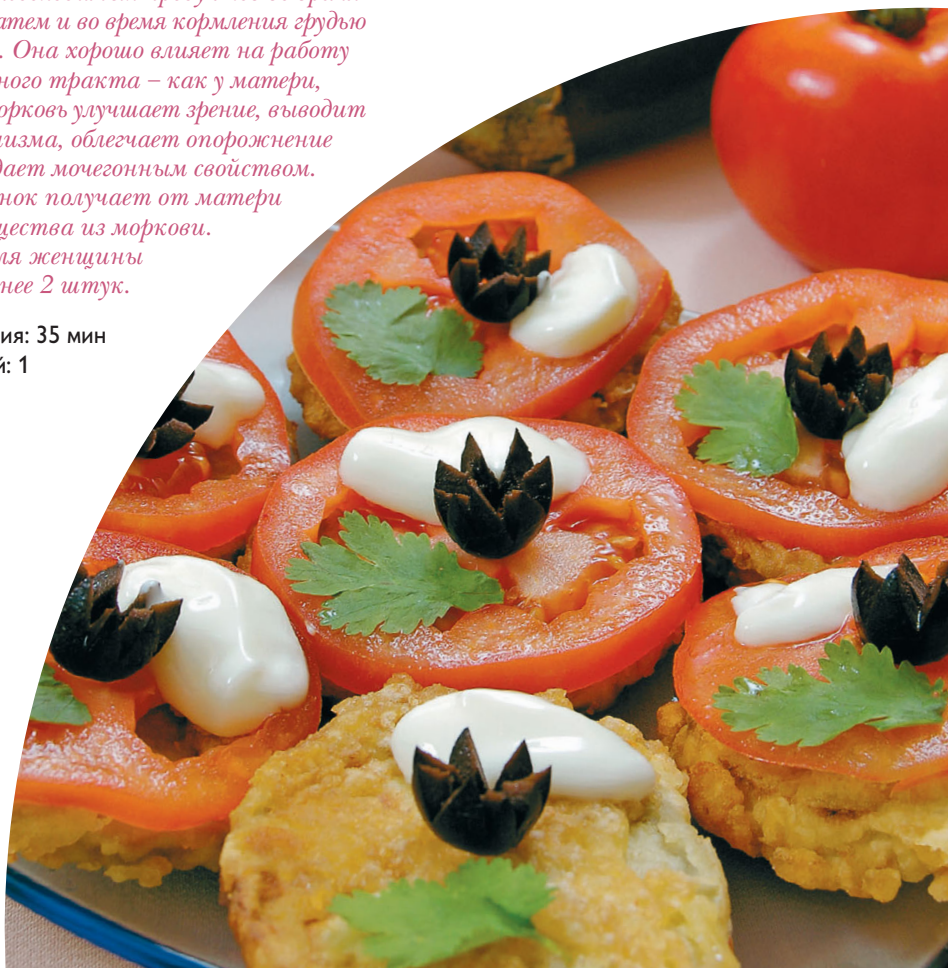 атем и во время кормления грудью
. Она хорошо влияет на работу
ного тракта – как у матери,
орковь улучшает зрение, выводит
изма, облегчает опорожнение
дает мочегонным свойством.
нок получает от матери
щества из моркови.
ля женщины
нее 2 штук.
ия: 35 мин
й: 1